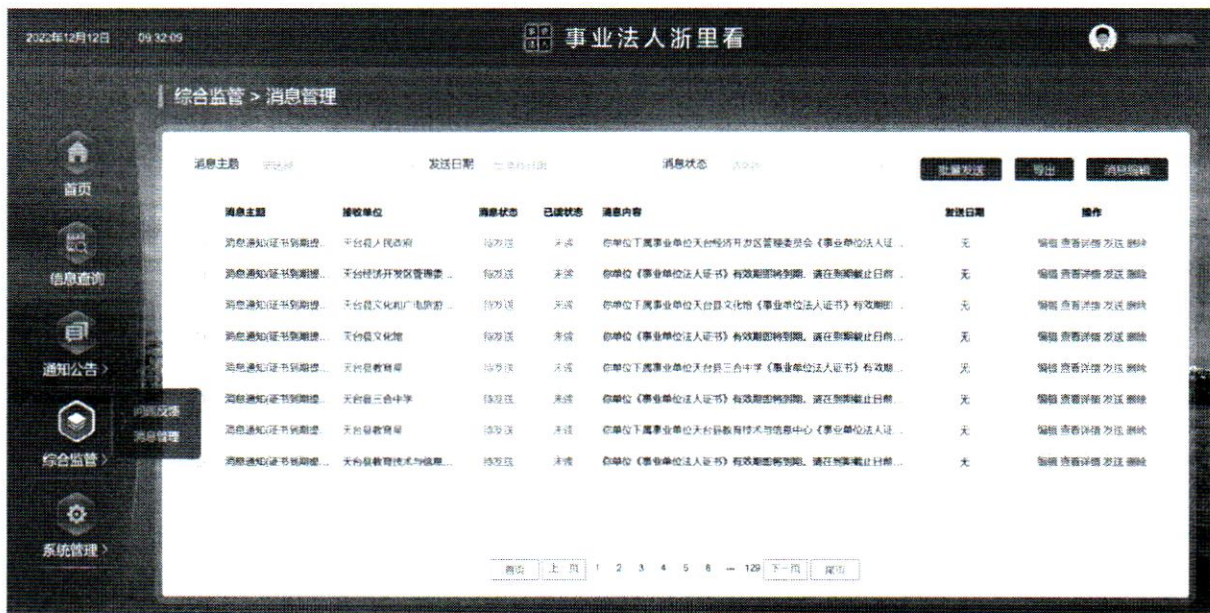 2022年12月12日 09:32:09 事业法人浙里看
综合监管 > 消息管理
首页
信息查询
通知公告 >
综合监管 >
系统管理 >
问题反馈
消息管理
消息主题 发送日期 消息状态 批量发送 导出 消息编辑
消息主题 接收单位 消息状态 已读状态 消息内容 发送日期 操作
消息通知(证书到期提... 天台县人民政府 待发送 未读 你单位下属事业单位天台经济开发区管理委员会《事业单位法人证... 无 编辑 查看详情 发送 删除
消息通知(证书到期提... 天台经济开发区管理委... 待发送 未读 你单位《事业单位法人证书》有效期即将到期，请在到期截止日前... 无 编辑 查看详情 发送 删除
消息通知(证书到期提... 天台县文化和广电旅游... 待发送 未读 你单位下属事业单位天台县文化馆《事业单位法人证书》有效期即... 无 编辑 查看详情 发送 删除
消息通知(证书到期提... 天台县文化馆 待发送 未读 你单位《事业单位法人证书》有效期即将到期，请在到期截止日前... 无 编辑 查看详情 发送 删除
消息通知(证书到期提... 天台县教育局 待发送 未读 你单位下属事业单位天台县三合中学《事业单位法人证书》有效期... 无 编辑 查看详情 发送 删除
消息通知(证书到期提... 天台县三合中学 待发送 未读 你单位《事业单位法人证书》有效期即将到期，请在到期截止日前... 无 编辑 查看详情 发送 删除
消息通知(证书到期提... 天台县教育局 待发送 未读 你单位下属事业单位天台县教育技术与信息中心《事业单位法人证... 无 编辑 查看详情 发送 删除
消息通知(证书到期提... 天台县教育技术与信息... 待发送 未读 你单位《事业单位法人证书》有效期即将到期，请在到期截止日前... 无 编辑 查看详情 发送 删除
首页 上一页 1 2 3 4 5 6 ... 129 下一页 尾页